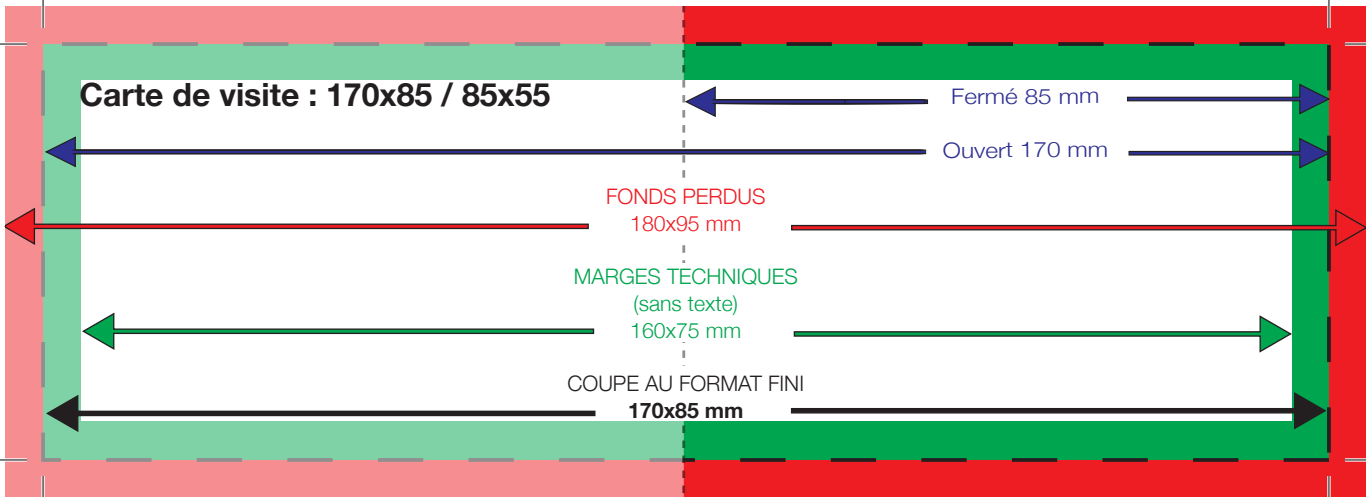 Carte de visite : 170x85 / 85x55
Fermé 85 mm
Ouvert 170 mm
FONDS PERDUS
180x95 mm
MARGES TECHNIQUES
(sans texte)
160x75 mm
COUPE AU FORMAT FINI
170x85 mm